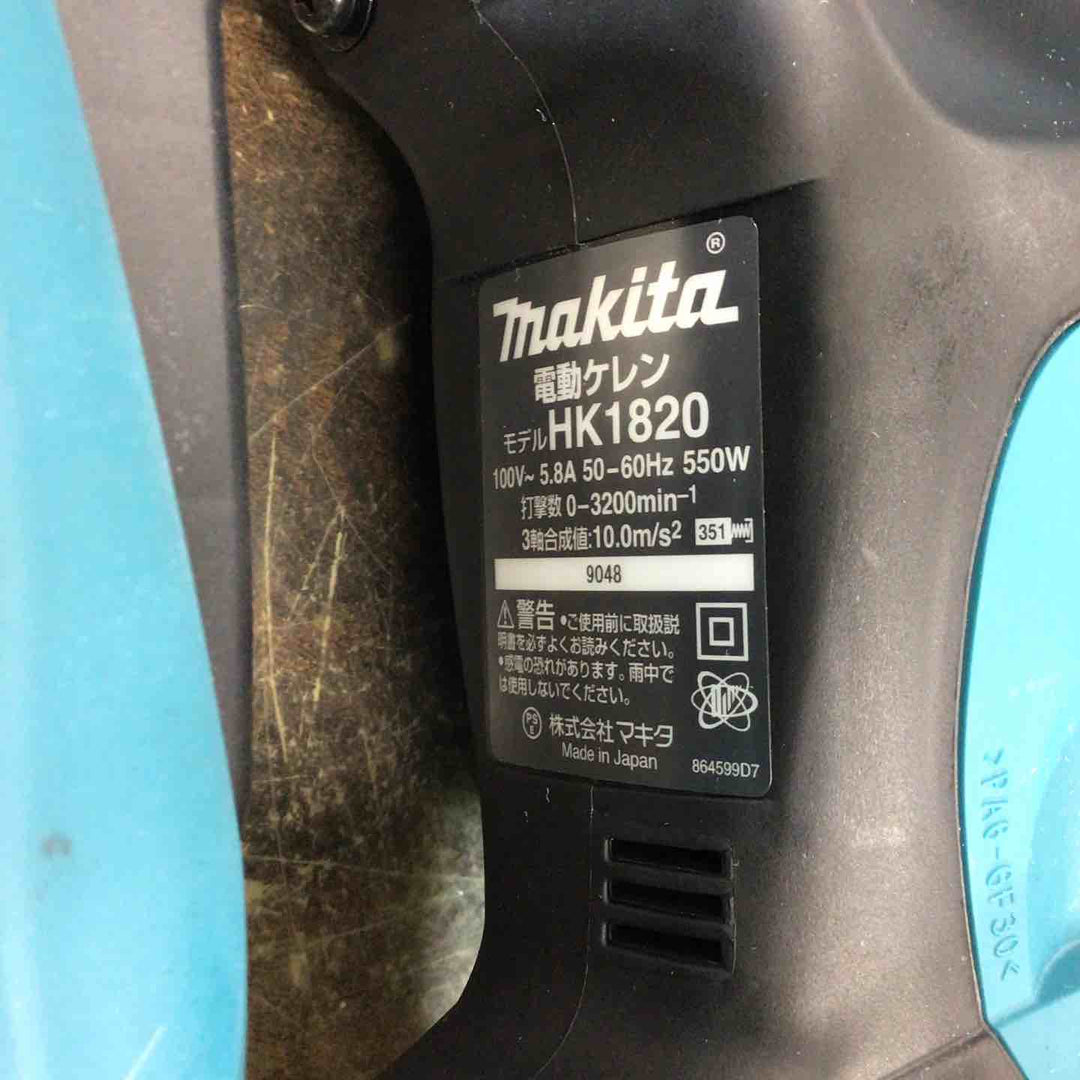 makita®
電動ケレン
モデルHK1820
100V~ 5.8A 50-60Hz 550W
打撃数 0-3200min⁻¹
3軸合成値:10.0m/s² 351
9048
警告 •ご使用前に取扱説
明書を必ずよくお読みください。
•感電の恐れがあります。雨中で
は使用しないでください。
PS
E
株式会社マキタ
Made in Japan
864599D7
>PA6-GF30<